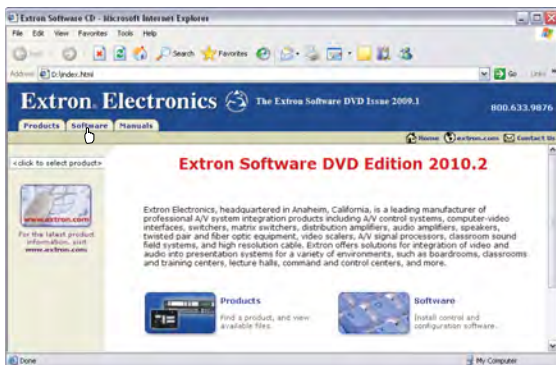 Extron Software CD - Microsoft Internet Explorer
File Edit View Favorites Tools Help
Search Favorites
Address D:\index.html Go Links
Extron Electronics The Extron Software DVD Issue 2009.1 800.633.9876
Products Software Manuals
Home extron.com Contact Us
<click to select product>
Extron Software DVD Edition 2010.2
www.extron.com
For the latest product
information, visit
www.extron.com
Extron Electronics, headquartered in Anaheim, California, is a leading manufacturer of
professional A/V system integration products including A/V control systems, computer-video
interfaces, switchers, matrix switchers, distribution amplifiers, audio amplifiers, speakers,
twisted pair and fiber optic equipment, video scalers, A/V signal processors, classroom sound
field systems, and high resolution cable. Extron offers solutions for integration of video and
audio into presentation systems for a variety of environments, such as boardrooms, classrooms
and training centers, lecture halls, command and control centers, and more.
Products
Find a product, and view
available files.
Software
Install control and
configuration software.
Done My Computer